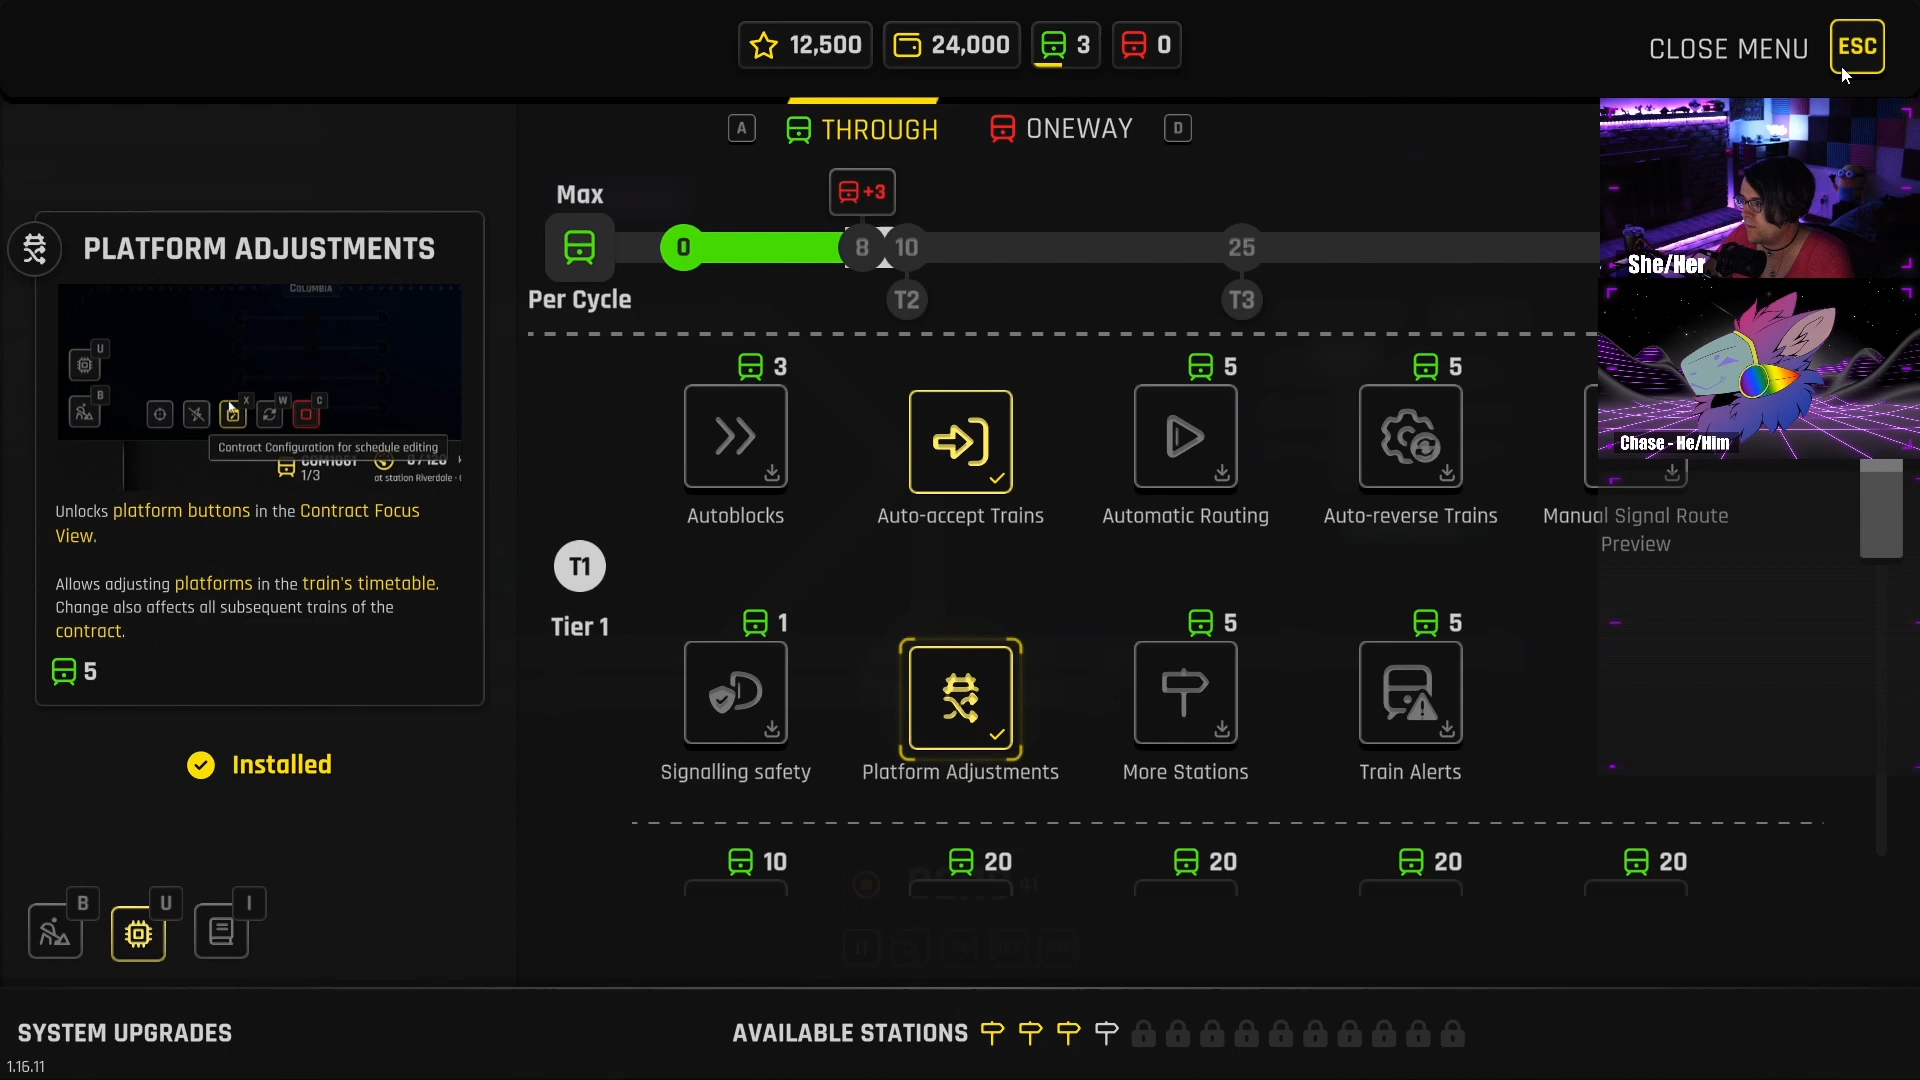 12,500
24,000
3
0
CLOSE MENU ESC
A THROUGH ONEWAY D
Max
+3
0 8 10 25
Per Cycle
T2 T3
PLATFORM ADJUSTMENTS
COLUMBIA
U
B
X W C
Contract Configuration for schedule editing
1/3
at station Riverdale
Unlocks platform buttons in the Contract Focus
View.
Allows adjusting platforms in the train's timetable.
Change also affects all subsequent trains of the
contract.
5
Installed
3 5 5
Autoblocks Auto-accept Trains Automatic Routing Auto-reverse Trains Manual Signal Route
Preview
T1
Tier 1
1 5 5
Signalling safety Platform Adjustments More Stations Train Alerts
10 20 20 20 20
She/Her
Chase - He/Him
B U I
SYSTEM UPGRADES
AVAILABLE STATIONS
1.16.11